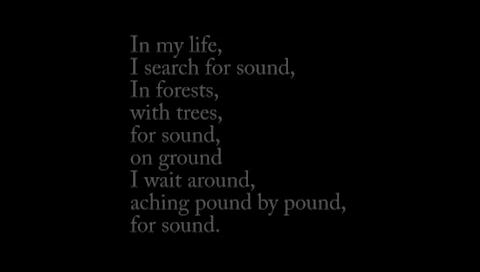 In my life,
I search for sound,
In forests,
with trees,
for sound,
on ground
I wait around,
aching pound by pound,
for sound.